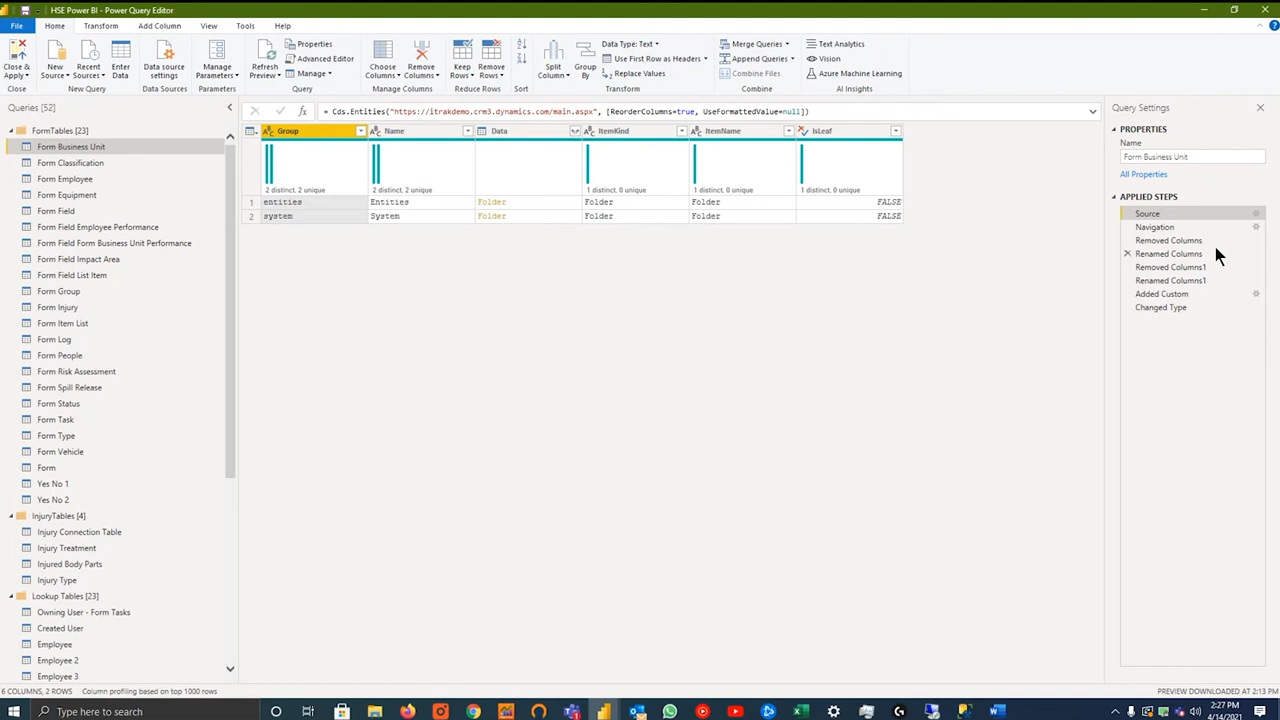 HSE Power BI - Power Query Editor
File Home Transform Add Column View Tools Help
Close & Apply
New Source
Recent Sources
Enter Data
Data source settings
Manage Parameters
Refresh Preview
Properties
Advanced Editor
Manage
Choose Columns
Remove Columns
Keep Rows
Remove Rows
Split Column
Group By
Data Type: Text
Use First Row as Headers
Replace Values
Merge Queries
Append Queries
Combine Files
Text Analytics
Vision
Azure Machine Learning
Close New Query Data Sources Parameters Query Manage Columns Reduce Rows Sort Transform Combine AI Insights
Queries [52]
FormTables [23]
Form Business Unit
Form Classification
Form Employee
Form Equipment
Form Field
Form Field Employee Performance
Form Field Form Business Unit Performance
Form Field Impact Area
Form Field List Item
Form Group
Form Injury
Form Item List
Form Log
Form People
Form Risk Assessment
Form Spill Release
Form Status
Form Task
Form Type
Form Vehicle
Form
Yes No 1
Yes No 2
InjuryTables [4]
Injury Connection Table
Injury Treatment
Injured Body Parts
Injury Type
Lookup Tables [23]
Owning User - Form Tasks
Created User
Employee
Employee 2
Employee 3
= Cds.Entities("https://itrakdemo.crm3.dynamics.com/main.aspx", [ReorderColumns=true, UseFormattedValue=null])
Group Name Data ItemKind ItemName IsLeaf
2 distinct, 2 unique 2 distinct, 2 unique 1 distinct, 0 unique 1 distinct, 0 unique 1 distinct, 0 unique
1 entities Entities Folder Folder Folder FALSE
2 system System Folder Folder Folder FALSE
Query Settings
PROPERTIES
Name
Form Business Unit
All Properties
APPLIED STEPS
Source
Navigation
Removed Columns
Renamed Columns
Removed Columns1
Renamed Columns1
Added Custom
Changed Type
6 COLUMNS, 2 ROWS Column profiling based on top 1000 rows
PREVIEW DOWNLOADED AT 2:13 PM
Type here to search
2:27 PM
4/14/2021